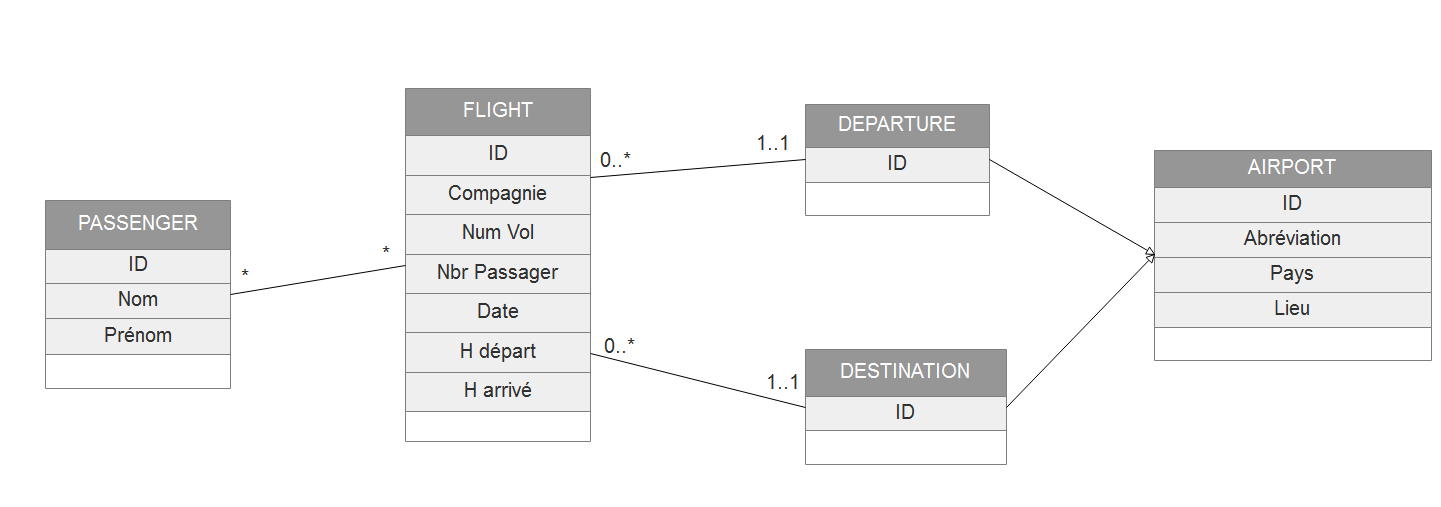 PASSENGER
ID
Nom
Prénom
*
*
FLIGHT
ID
Compagnie
Num Vol
Nbr Passager
Date
H départ
H arrivé
0..*
1..1
0..*
1..1
DEPARTURE
ID
DESTINATION
ID
AIRPORT
ID
Abréviation
Pays
Lieu